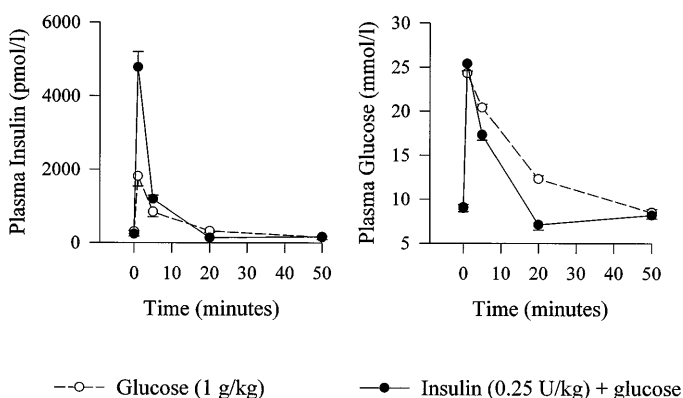 Plasma Insulin (pmol/l)
6000
4000
2000
0
0 10 20 30 40 50
Time (minutes)
Plasma Glucose (mmol/l)
30
25
20
15
10
5
0 10 20 30 40 50
Time (minutes)
Glucose (1 g/kg)
Insulin (0.25 U/kg) + glucose